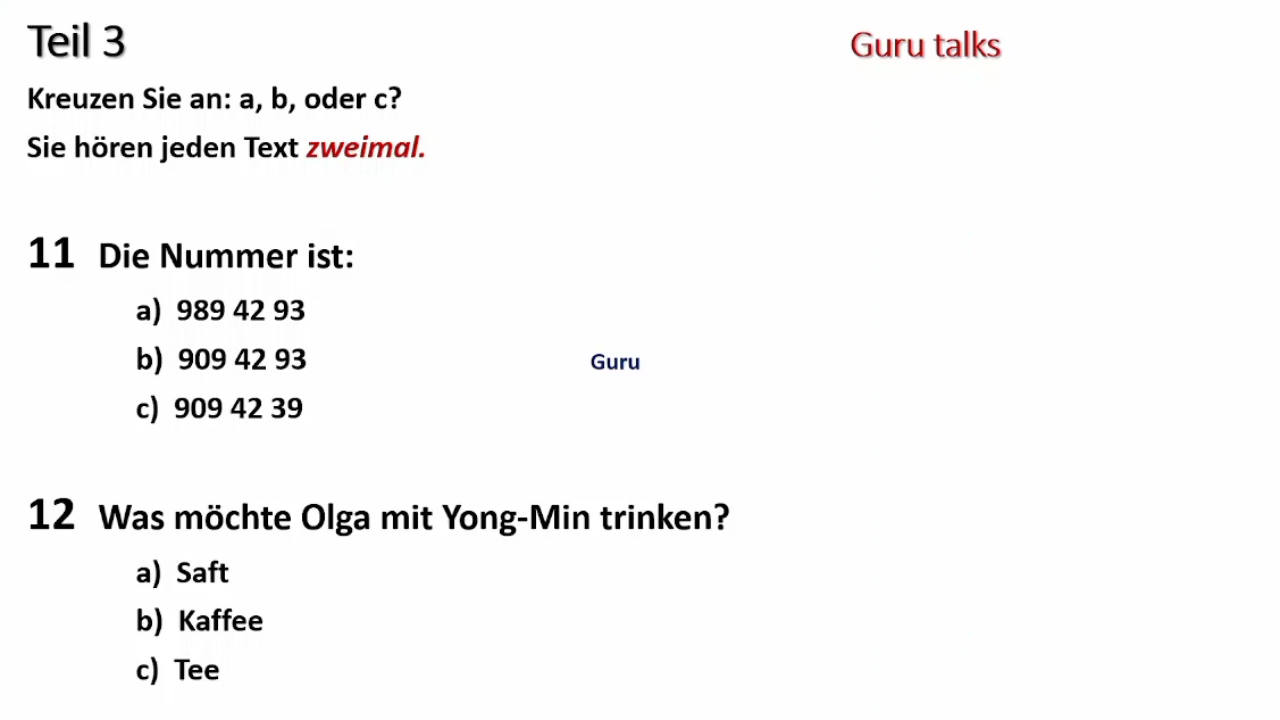 Teil 3
Guru talks
Kreuzen Sie an: a, b, oder c?
Sie hören jeden Text zweimal.
11 Die Nummer ist:
a) 989 42 93
b) 909 42 93
Guru
c) 909 42 39
12 Was möchte Olga mit Yong-Min trinken?
a) Saft
b) Kaffee
c) Tee